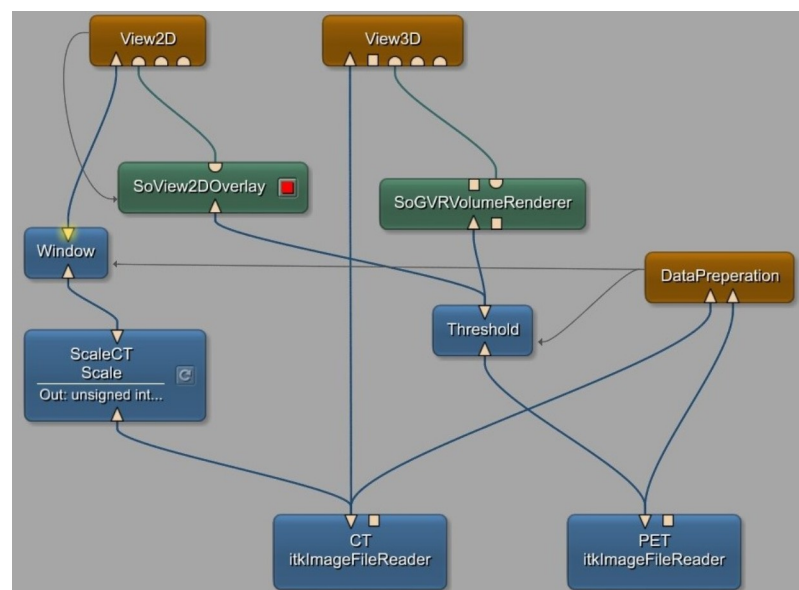 View2D
View3D
SoView2DOverlay
SoGVRVolumeRenderer
Window
DataPreperation
Threshold
ScaleCT
Scale
Out: unsigned int...
CT
itkImageFileReader
PET
itkImageFileReader